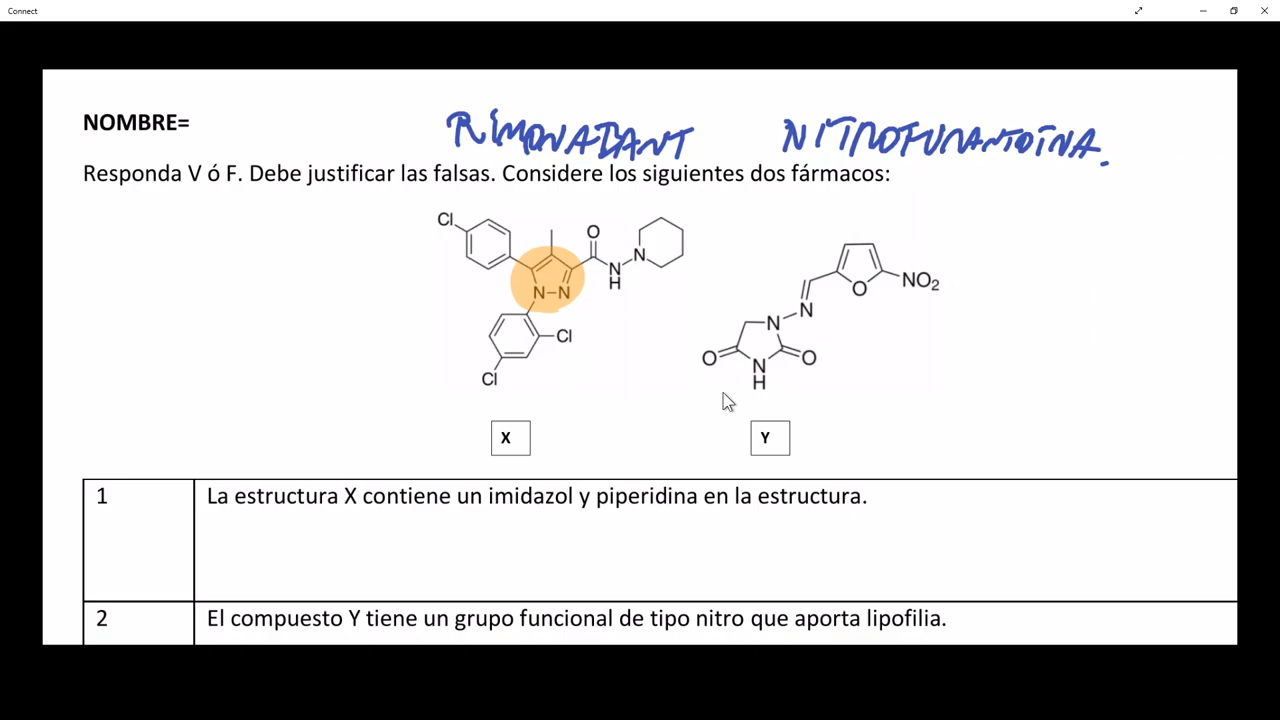 Connect
RIMONABANT NITROFURANTOINA.
NOMBRE=
Responda V ó F. Debe justificar las falsas. Considere los siguientes dos fármacos:
Cl
O
N
N
H
N-N
Cl
Cl
NO2
O
N
N
O
O
N
H
X
Y
1 La estructura X contiene un imidazol y piperidina en la estructura.
2 El compuesto Y tiene un grupo funcional de tipo nitro que aporta lipofilia.